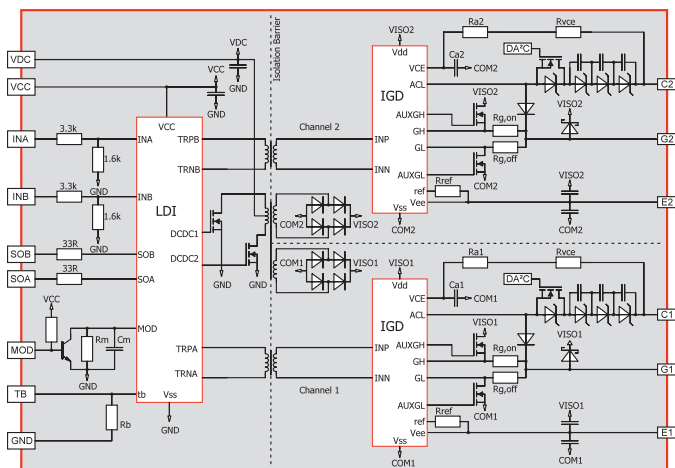 Isolation Barrier
VDC
VCC
INA
INB
SOB
SOA
MOD
TB
GND
3.3k
1.6k
GND
3.3k
1.6k
GND
33R
33R
VCC
Rm
Cm
GND
Rb
VDC
GND
VCC
GND
VCC
INA
INB
LDI
SOB
SOA
MOD
tb
Vss
GND
TRPB
TRNB
DCDC1
DCDC2
TRPA
TRNA
GND
GND
Channel 2
COM2
VISO2
COM1
VISO1
Channel 1
VISO2
Vdd
IGD
VCE
ACL
AUXGH
GH
GL
AUXGL
ref
Vee
Vss
COM2
INP
INN
Ra2
Rvce
Ca2
COM2
DA²C
VISO2
Rg,on
Rg,off
COM2
Rref
VISO2
VISO2
COM2
C2
G2
E2
VISO1
Vdd
IGD
VCE
ACL
AUXGH
GH
GL
AUXGL
ref
Vee
Vss
COM1
INP
INN
Ra1
Rvce
Ca1
COM1
DA²C
VISO1
Rg,on
Rg,off
COM1
Rref
VISO1
VISO1
COM1
C1
G1
E1